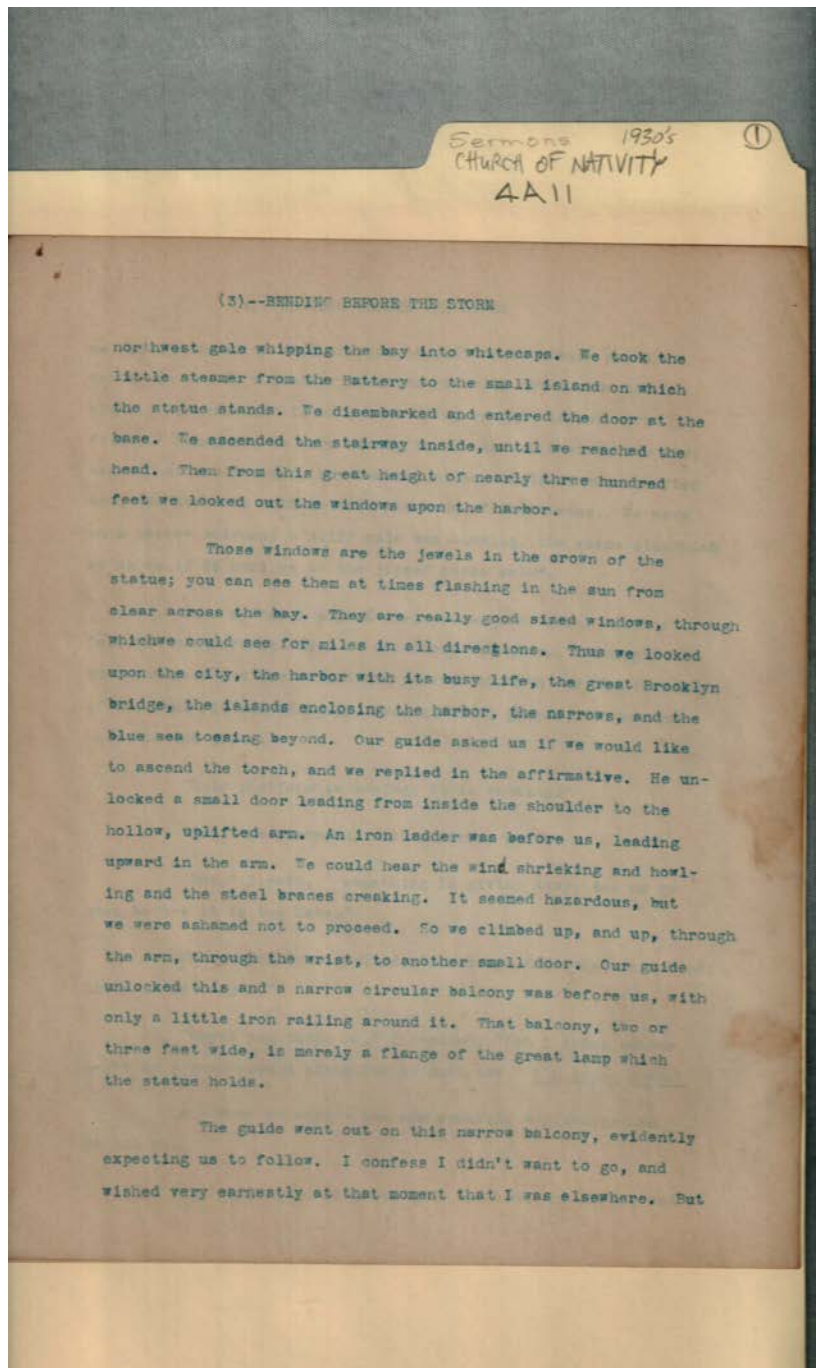 Sermons 1930's ①
CHURCH OF NATIVITY
4A11
(3)--BENDING BEFORE THE STORM
northwest gale whipping the bay into whitecaps. We took the
little steamer from the Battery to the small island on which
the statue stands. We disembarked and entered the door at the
base. We ascended the stairway inside, until we reached the
head. Then from this great height of nearly three hundred
feet we looked out the windows upon the harbor.
Those windows are the jewels in the crown of the
statue; you can see them at times flashing in the sun from
clear across the bay. They are really good sized windows, through
whichwe could see for miles in all directions. Thus we looked
upon the city, the harbor with its busy life, the great Brooklyn
bridge, the islands enclosing the harbor, the narrows, and the
blue sea tossing beyond. Our guide asked us if we would like
to ascend the torch, and we replied in the affirmative. He un-
locked a small door leading from inside the shoulder to the
hollow, uplifted arm. An iron ladder was before us, leading
upward in the arm. We could hear the wind shrieking and howl-
ing and the steel braces creaking. It seemed hazardous, but
we were ashamed not to proceed. So we climbed up, and up, through
the arm, through the wrist, to another small door. Our guide
unlocked this and a narrow circular balcony was before us, with
only a little iron railing around it. That balcony, two or
three feet wide, is merely a flange of the great lamp which
the statue holds.
The guide went out on this narrow balcony, evidently
expecting us to follow. I confess I didn't want to go, and
wished very earnestly at that moment that I was elsewhere. But